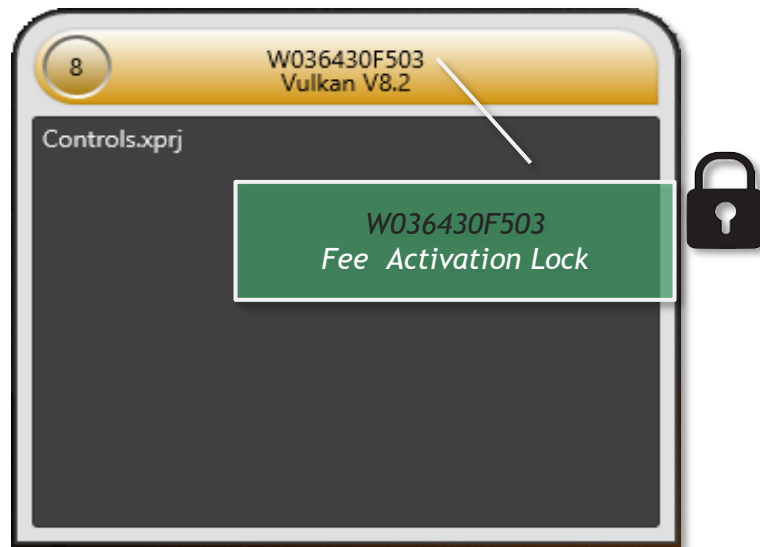 8
W036430F503
Vulkan V8.2
Controls.xprj
W036430F503
Fee Activation Lock